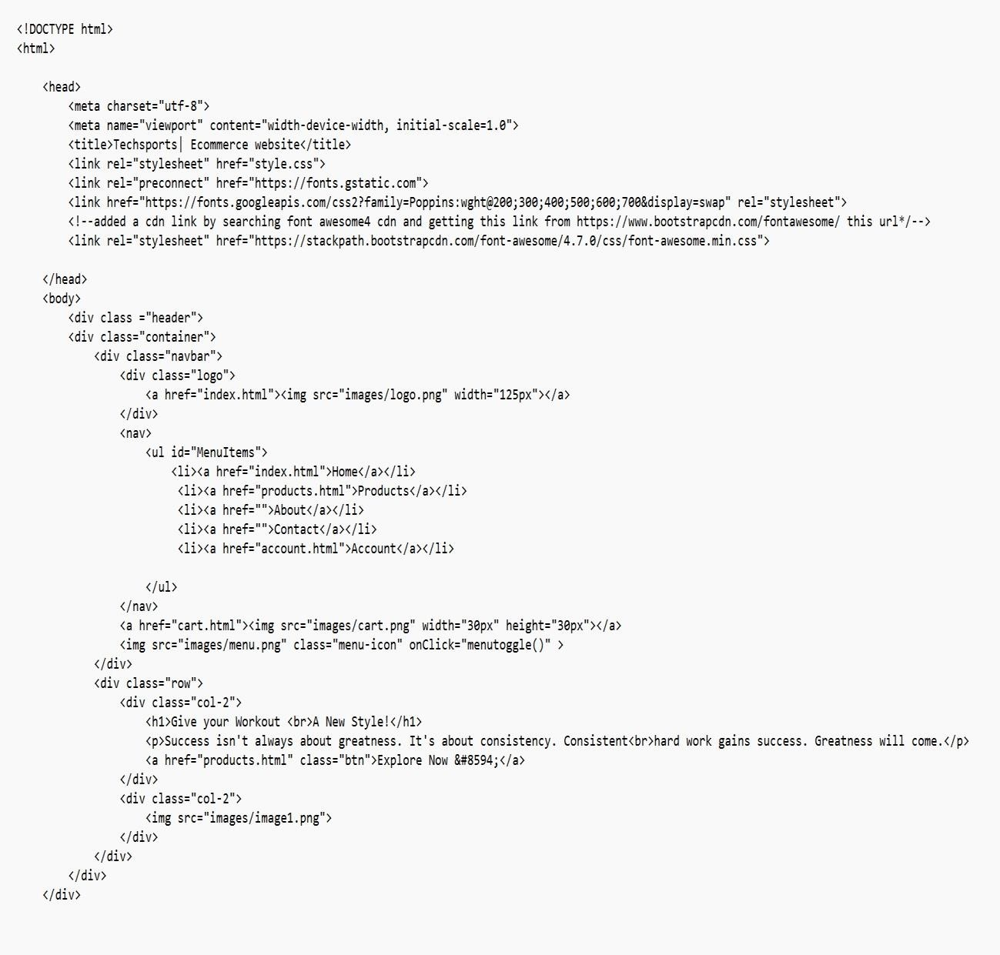 <!DOCTYPE html>
<html>
<head>
<meta charset="utf-8">
<meta name="viewport" content="width-device-width, initial-scale=1.0">
<title>Techsports| Ecommerce website</title>
<link rel="stylesheet" href="style.css">
<link rel="preconnect" href="https://fonts.gstatic.com">
<link href="https://fonts.googleapis.com/css2?family=Poppins:wght@200;300;400;500;600;700&display=swap" rel="stylesheet">
<!--added a cdn link by searching font awesome4 cdn and getting this link from https://www.bootstrapcdn.com/fontawesome/ this url*/-->
<link rel="stylesheet" href="https://stackpath.bootstrapcdn.com/font-awesome/4.7.0/css/font-awesome.min.css">
</head>
<body>
<div class ="header">
<div class="container">
<div class="navbar">
<div class="logo">
<a href="index.html"><img src="images/logo.png" width="125px"></a>
</div>
<nav>
<ul id="MenuItems">
<li><a href="index.html">Home</a></li>
<li><a href="products.html">Products</a></li>
<li><a href="">About</a></li>
<li><a href="">Contact</a></li>
<li><a href="account.html">Account</a></li>
</ul>
</nav>
<a href="cart.html"><img src="images/cart.png" width="30px" height="30px"></a>
<img src="images/menu.png" class="menu-icon" onClick="menutoggle()" >
</div>
<div class="row">
<div class="col-2">
<h1>Give your Workout <br>A New Style!</h1>
<p>Success isn't always about greatness. It's about consistency. Consistent<br>hard work gains success. Greatness will come.</p>
<a href="products.html" class="btn">Explore Now &#8594;</a>
</div>
<div class="col-2">
<img src="images/image1.png">
</div>
</div>
</div>
</div>